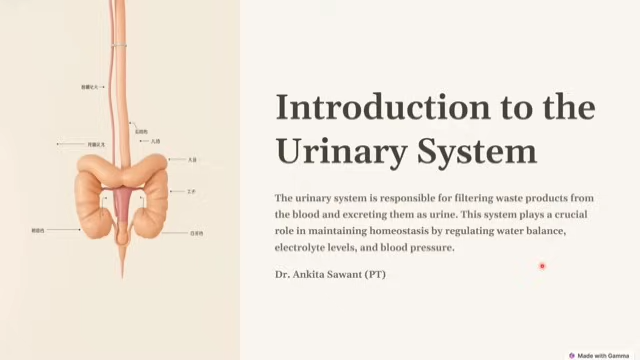 Introduction to the
Urinary System
The urinary system is responsible for filtering waste products from
the blood and excreting them as urine. This system plays a crucial
role in maintaining homeostasis by regulating water balance,
electrolyte levels, and blood pressure.
Dr. Ankita Sawant (PT)
Made with Gamma